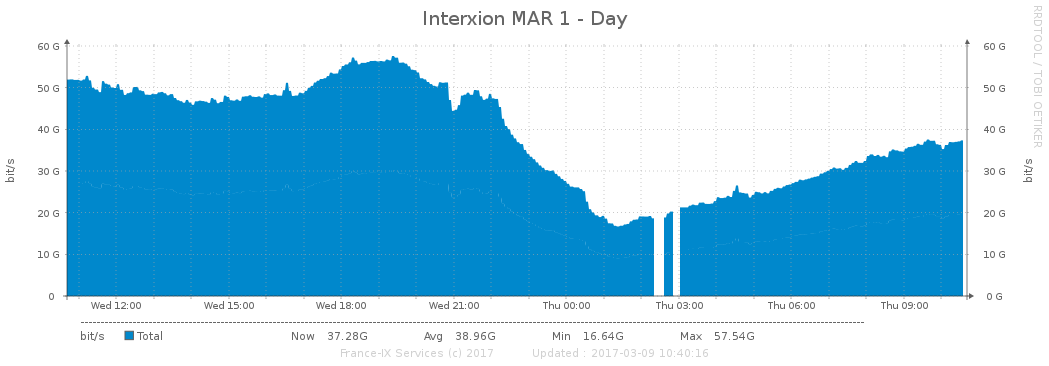 Interxion MAR 1 - Day
RRDTOOL / TOBI OETIKER
bit/s
bit/s
60 G 60 G
50 G 50 G
40 G 40 G
30 G 30 G
20 G 20 G
10 G 10 G
0 0 G
Wed 12:00 Wed 15:00 Wed 18:00 Wed 21:00 Thu 00:00 Thu 03:00 Thu 06:00 Thu 09:00
bit/s Total Now 37.28G Avg 38.96G Min 16.64G Max 57.54G
France-IX Services (c) 2017 Updated : 2017-03-09 10:40:16